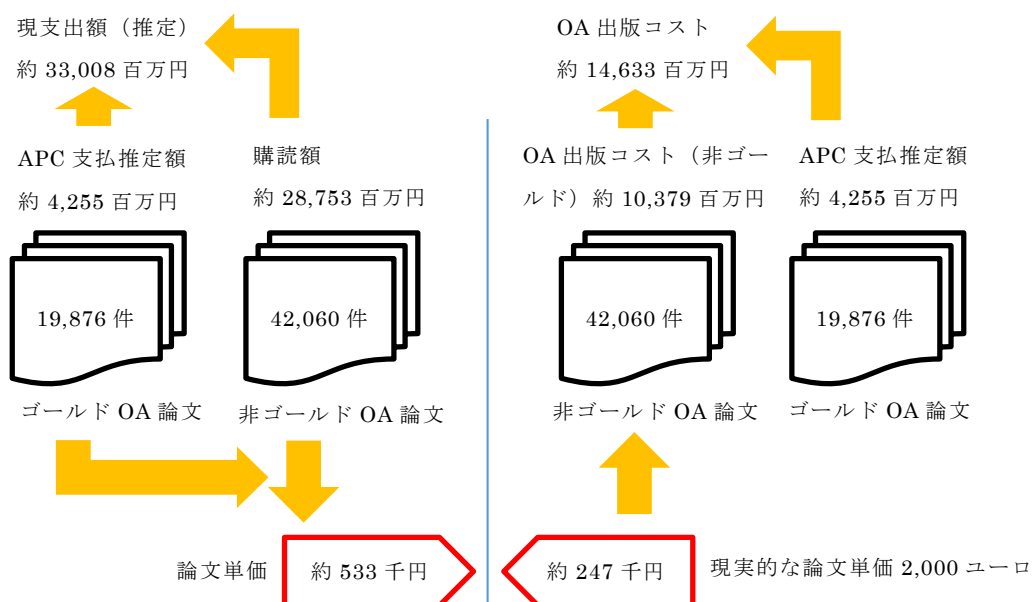 現支出額（推定）
約 33,008 百万円
APC 支払推定額
約 4,255 百万円
購読額
約 28,753 百万円
19,876 件
42,060 件
ゴールド OA 論文
非ゴールド OA 論文
論文単価
約 533 千円
OA 出版コスト
約 14,633 百万円
OA 出版コスト（非ゴー
ルド）約 10,379 百万円
APC 支払推定額
約 4,255 百万円
42,060 件
19,876 件
非ゴールド OA 論文
ゴールド OA 論文
約 247 千円
現実的な論文単価 2,000 ユーロ